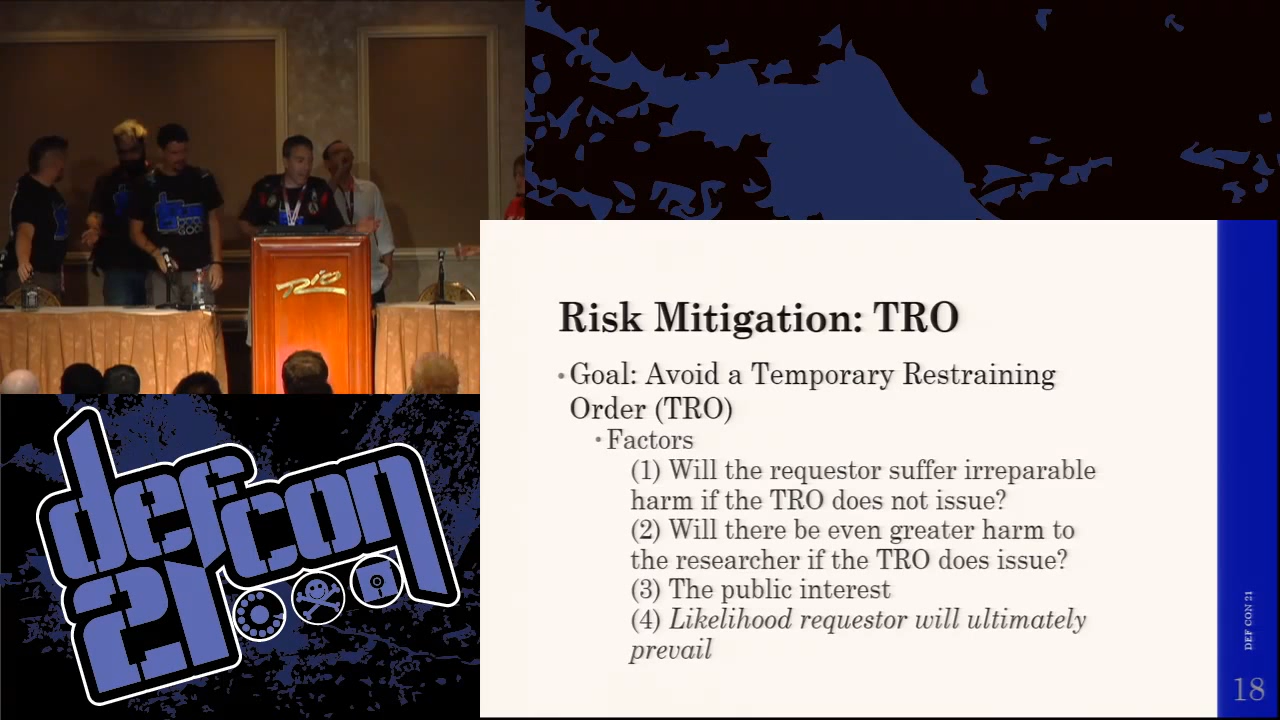 Rio
Risk Mitigation: TRO
• Goal: Avoid a Temporary Restraining
Order (TRO)
• Factors
(1) Will the requestor suffer irreparable
harm if the TRO does not issue?
(2) Will there be even greater harm to
the researcher if the TRO does issue?
(3) The public interest
(4) Likelihood requestor will ultimately
prevail
DEF CON 21
18
defcon
21